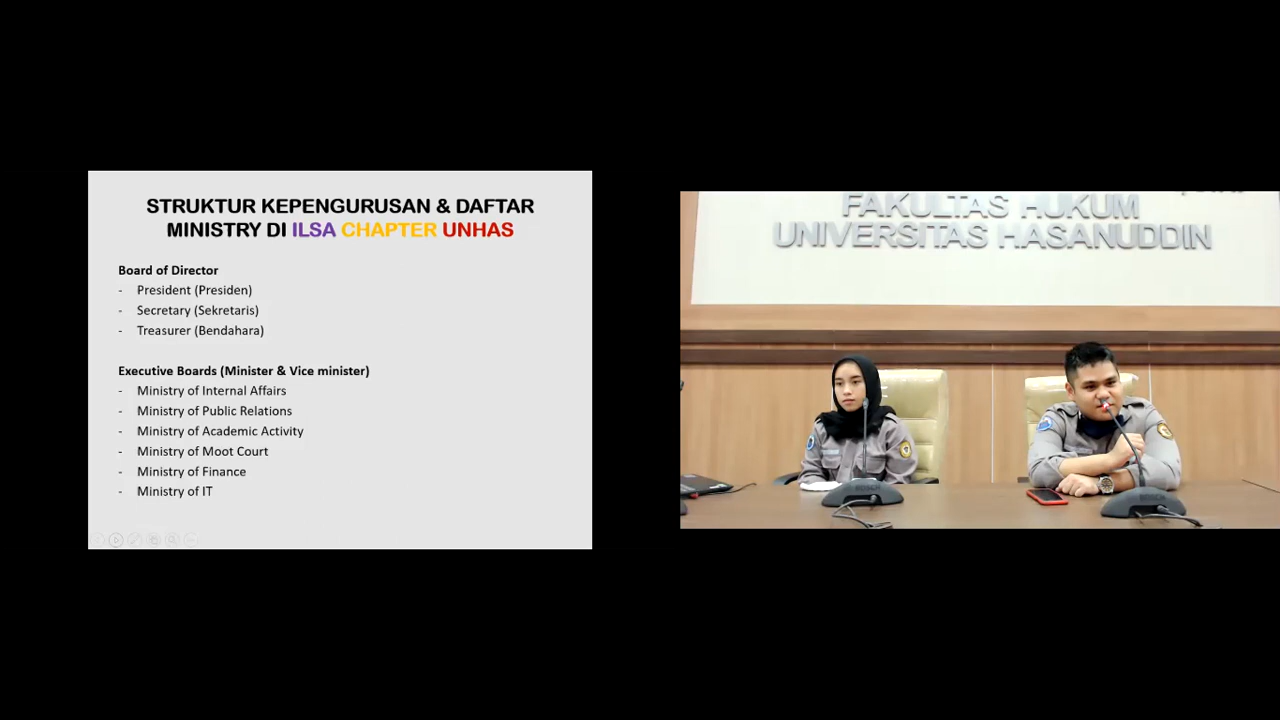 STRUKTUR KEPENGURUSAN & DAFTAR
MINISTRY DI ILSA CHAPTER UNHAS
Board of Director
- President (Presiden)
- Secretary (Sekretaris)
- Treasurer (Bendahara)
Executive Boards (Minister & Vice minister)
- Ministry of Internal Affairs
- Ministry of Public Relations
- Ministry of Academic Activity
- Ministry of Moot Court
- Ministry of Finance
- Ministry of IT
FAKULTAS HUKUM
UNIVERSITAS HASANUDDIN
BOSCH
BOSCH